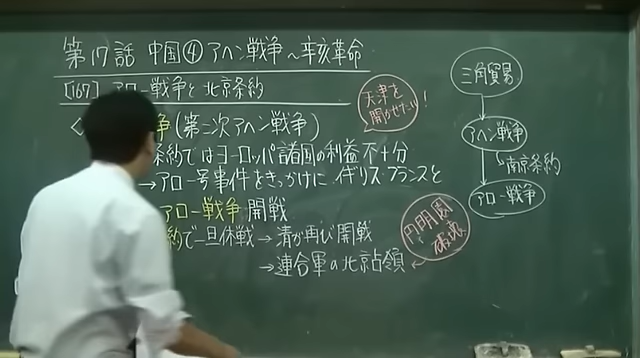 第17話 中国④ アヘン戦争〜辛亥革命
[167] アロー戦争と北京条約
争(第二次アヘン戦争)
条約ではヨーロッパ諸国の利益不十分
→アロー号事件をきっかけに イギリス フランスと
アロー戦争 開戦
約で一旦休戦→清が再び開戦
→連合軍の北京占領
天津を
開かせたい!
円明園
破壊
三角貿易
アヘン戦争
南京条約
アロー戦争